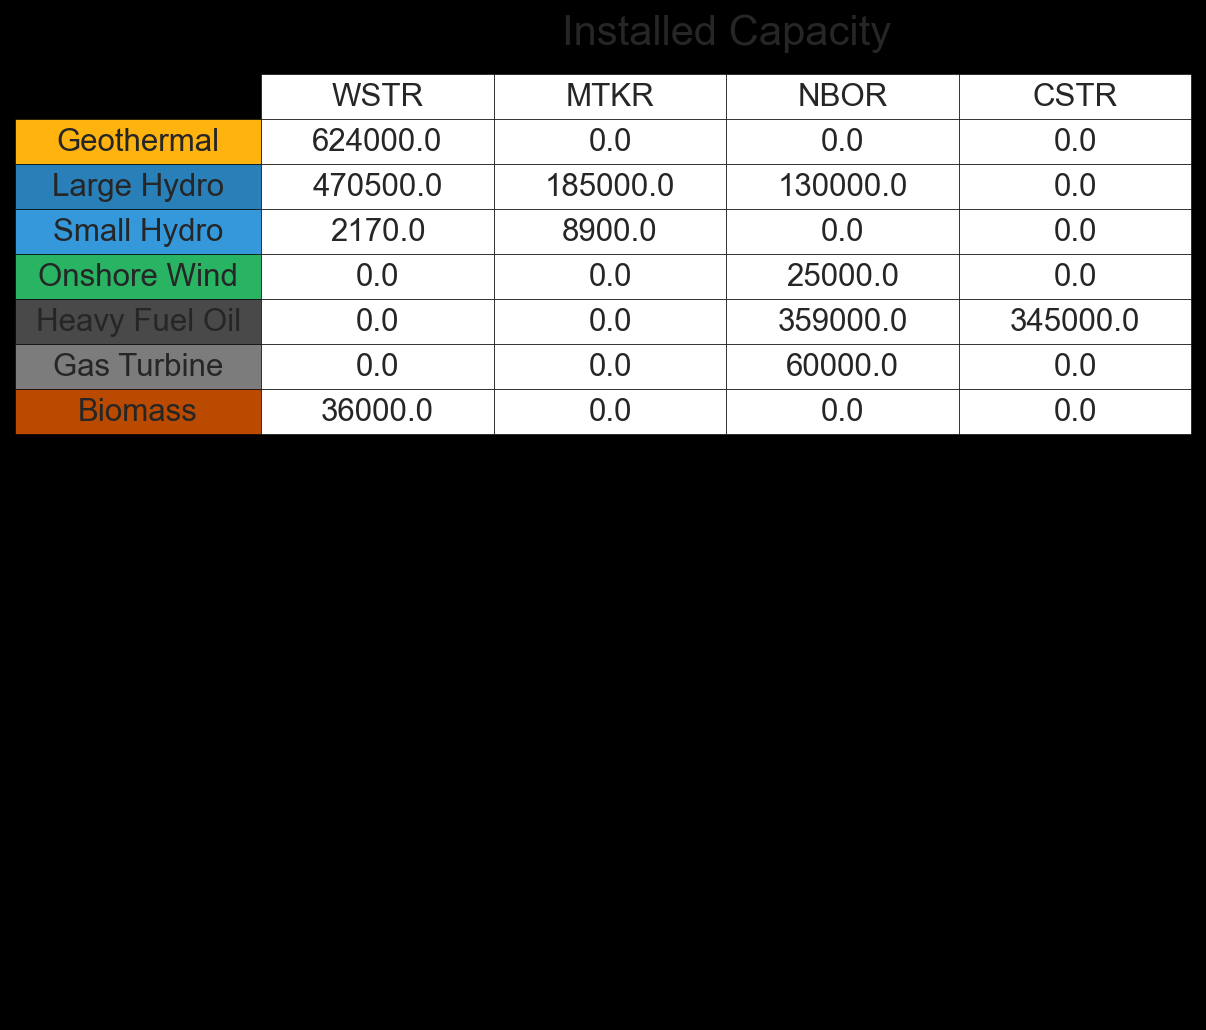 Installed Capacity
WSTR MTKR NBOR CSTR
Geothermal 624000.0 0.0 0.0 0.0
Large Hydro 470500.0 185000.0 130000.0 0.0
Small Hydro 2170.0 8900.0 0.0 0.0
Onshore Wind 0.0 0.0 25000.0 0.0
Heavy Fuel Oil 0.0 0.0 359000.0 345000.0
Gas Turbine 0.0 0.0 60000.0 0.0
Biomass 36000.0 0.0 0.0 0.0